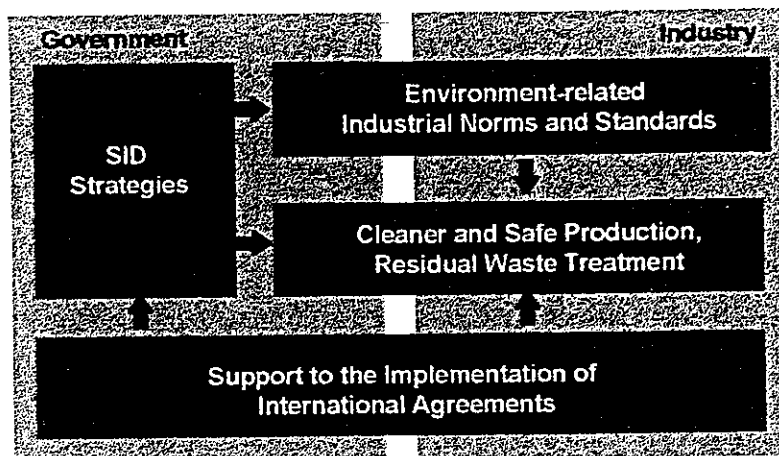 Government
Industry
SID
Strategies
Environment-related
Industrial Norms and Standards
Cleaner and Safe Production,
Residual Waste Treatment
Support to the Implementation of
International Agreements